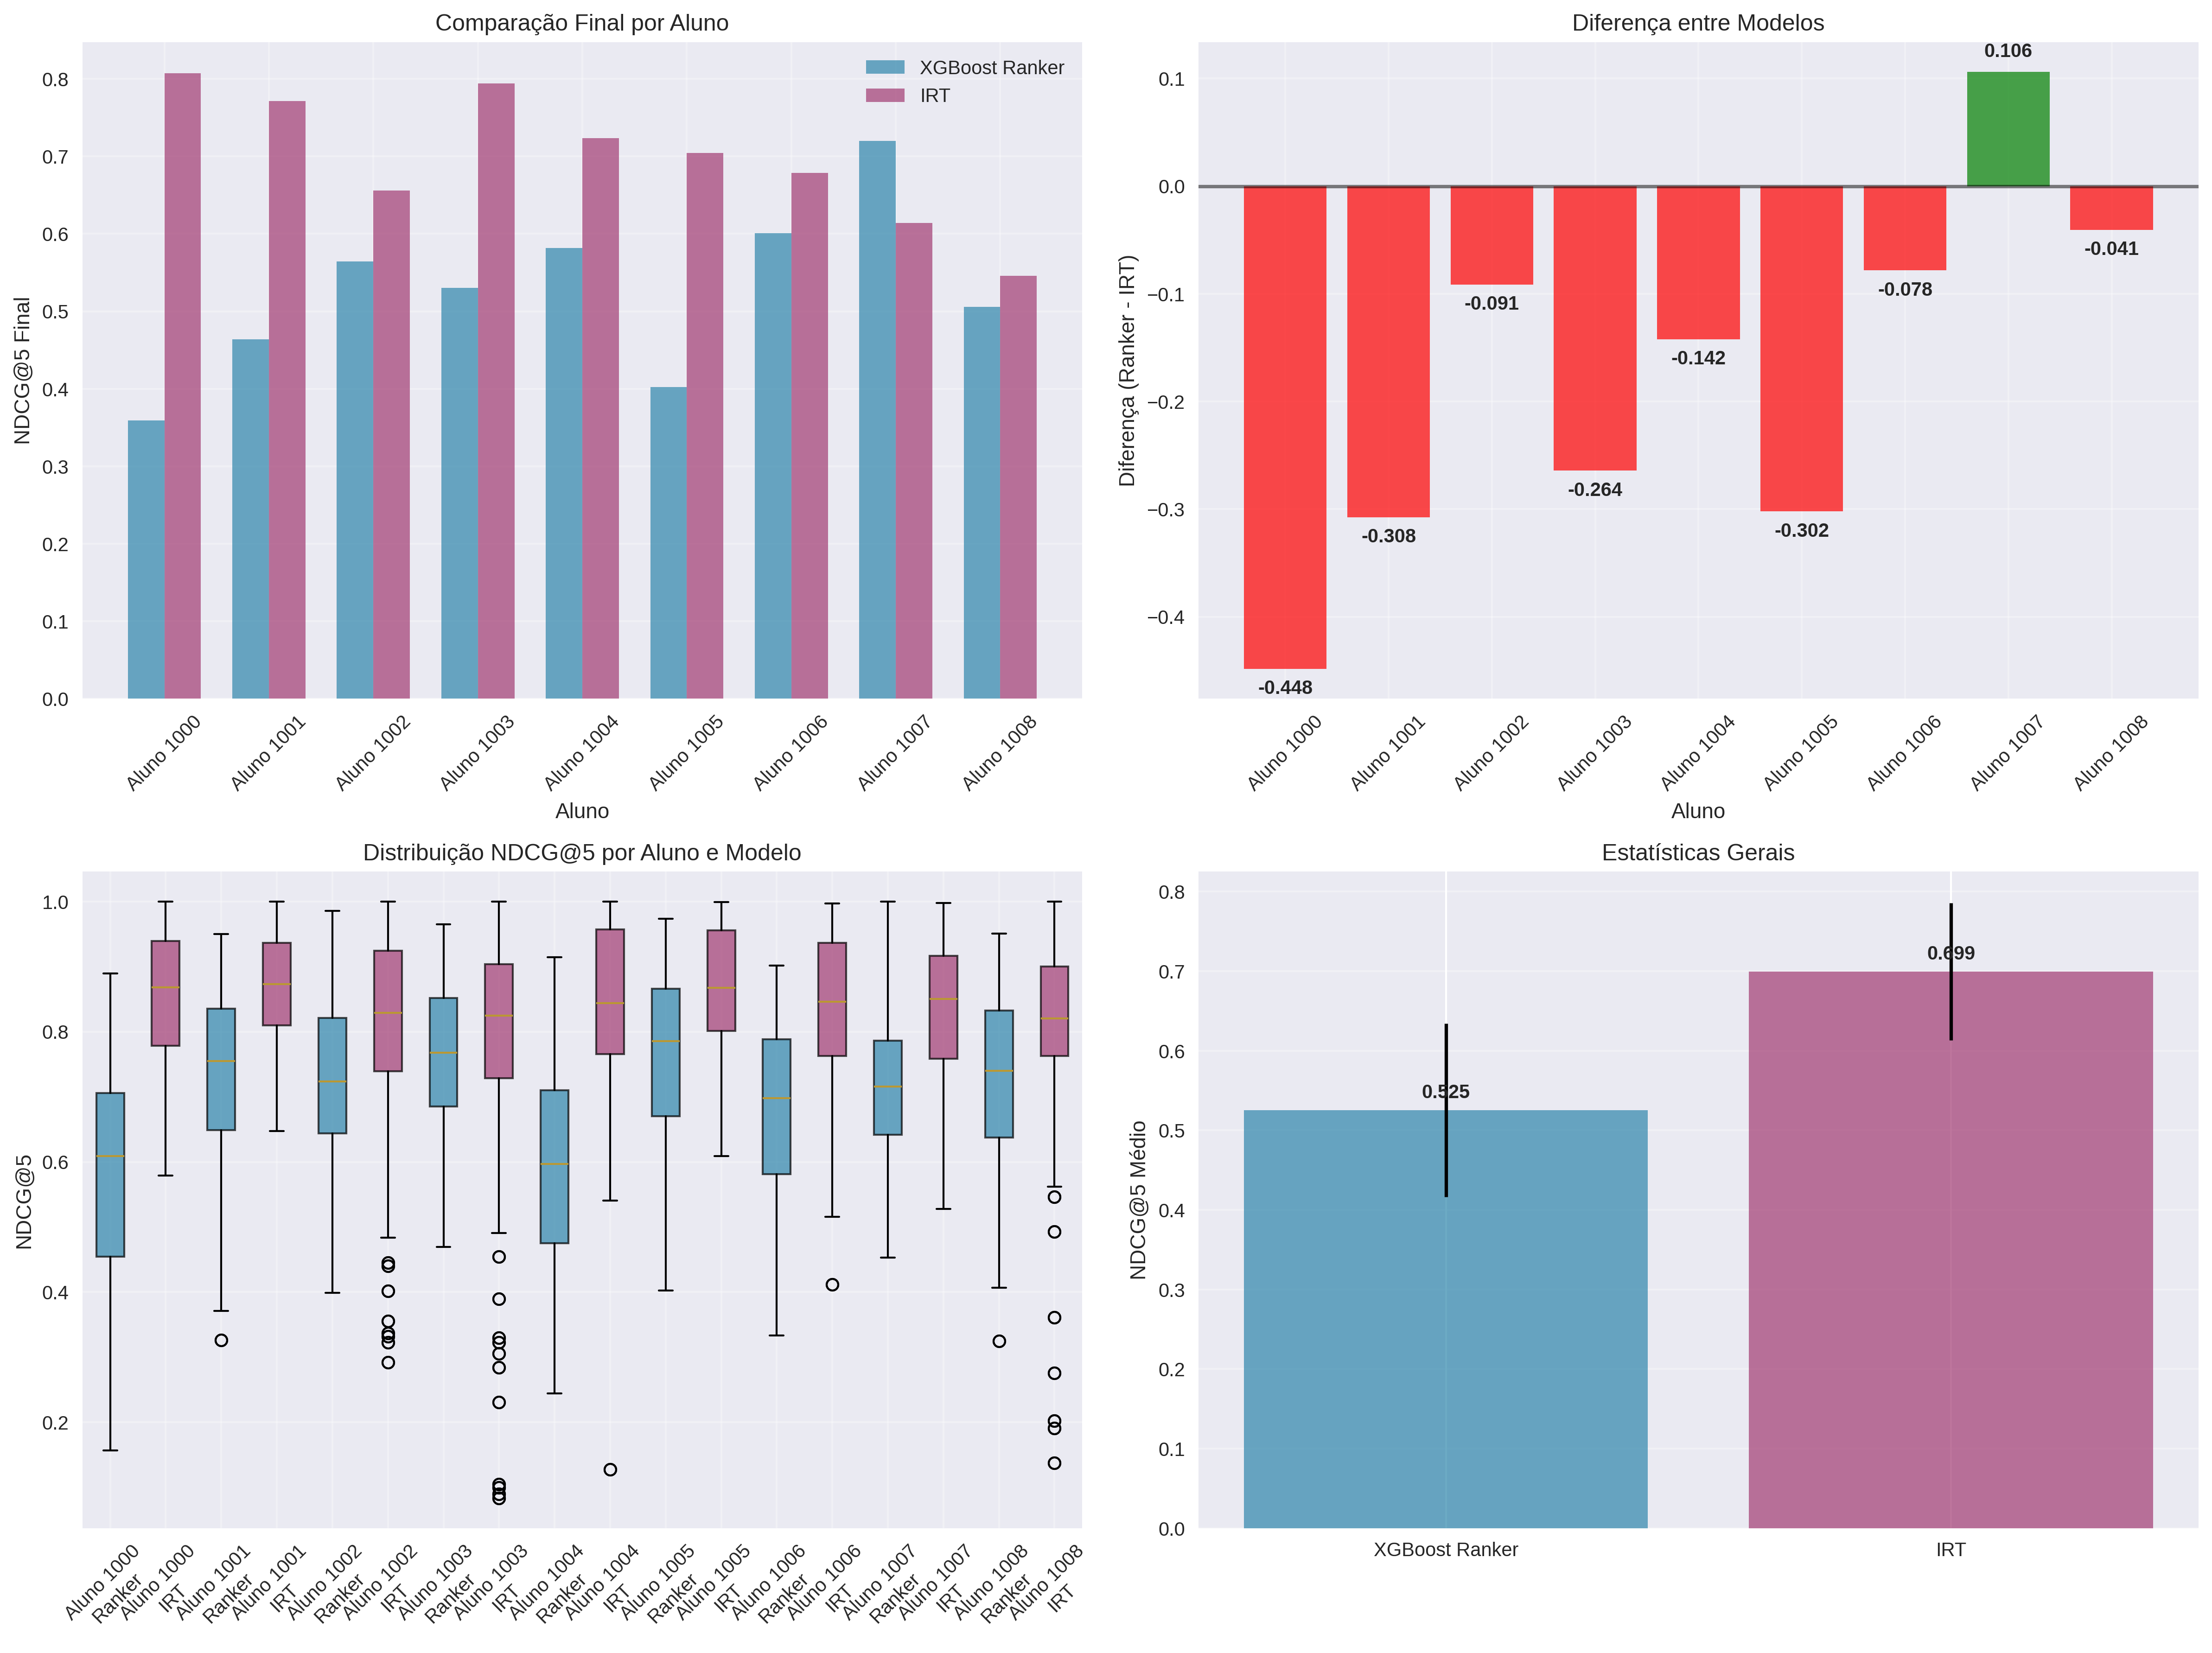 Comparação Final por Aluno
NDCG@5 Final
0.8
0.7
0.6
0.5
0.4
0.3
0.2
0.1
0.0
XGBoost Ranker
IRT
Aluno 1000
Aluno 1001
Aluno 1002
Aluno 1003
Aluno 1004
Aluno 1005
Aluno 1006
Aluno 1007
Aluno 1008
Aluno
Diferença entre Modelos
Diferença (Ranker - IRT)
0.1
0.0
−0.1
−0.2
−0.3
−0.4
-0.448
-0.308
-0.091
-0.264
-0.142
-0.302
-0.078
0.106
-0.041
Aluno 1000
Aluno 1001
Aluno 1002
Aluno 1003
Aluno 1004
Aluno 1005
Aluno 1006
Aluno 1007
Aluno 1008
Aluno
Distribuição NDCG@5 por Aluno e Modelo
NDCG@5
1.0
0.8
0.6
0.4
0.2
Aluno 1000
Ranker
Aluno 1000
IRT
Aluno 1001
Ranker
Aluno 1001
IRT
Aluno 1002
Ranker
Aluno 1002
IRT
Aluno 1003
Ranker
Aluno 1003
IRT
Aluno 1004
Ranker
Aluno 1004
IRT
Aluno 1005
Ranker
Aluno 1005
IRT
Aluno 1006
Ranker
Aluno 1006
IRT
Aluno 1007
Ranker
Aluno 1007
IRT
Aluno 1008
Ranker
Aluno 1008
IRT
Estatísticas Gerais
NDCG@5 Médio
0.8
0.7
0.6
0.5
0.4
0.3
0.2
0.1
0.0
0.525
0.699
XGBoost Ranker
IRT